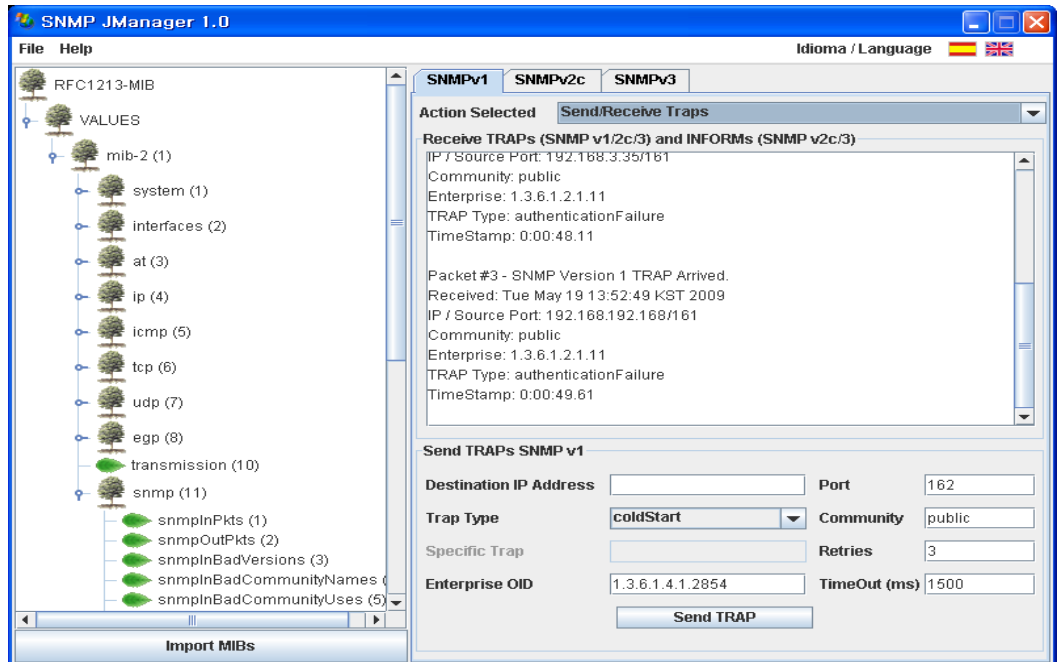 SNMP JManager 1.0
File Help
Idioma / Language
RFC1213-MIB
VALUES
mib-2 (1)
system (1)
interfaces (2)
at (3)
ip (4)
icmp (5)
tcp (6)
udp (7)
egp (8)
transmission (10)
snmp (11)
snmpInPkts (1)
snmpOutPkts (2)
snmpInBadVersions (3)
snmpInBadCommunityNames (
snmpInBadCommunityUses (5)
Import MIBs
SNMPv1 SNMPv2c SNMPv3
Action Selected Send/Receive Traps
Receive TRAPs (SNMP v1/2c/3) and INFORMs (SNMP v2c/3)
IP / Source Port: 192.168.3.35/161
Community: public
Enterprise: 1.3.6.1.2.1.11
TRAP Type: authenticationFailure
TimeStamp: 0:00:48.11
Packet #3 - SNMP Version 1 TRAP Arrived.
Received: Tue May 19 13:52:49 KST 2009
IP / Source Port: 192.168.192.168/161
Community: public
Enterprise: 1.3.6.1.2.1.11
TRAP Type: authenticationFailure
TimeStamp: 0:00:49.61
Send TRAPs SNMP v1
Destination IP Address Port 162
Trap Type coldStart Community public
Specific Trap Retries 3
Enterprise OID 1.3.6.1.4.1.2854 TimeOut (ms) 1500
Send TRAP